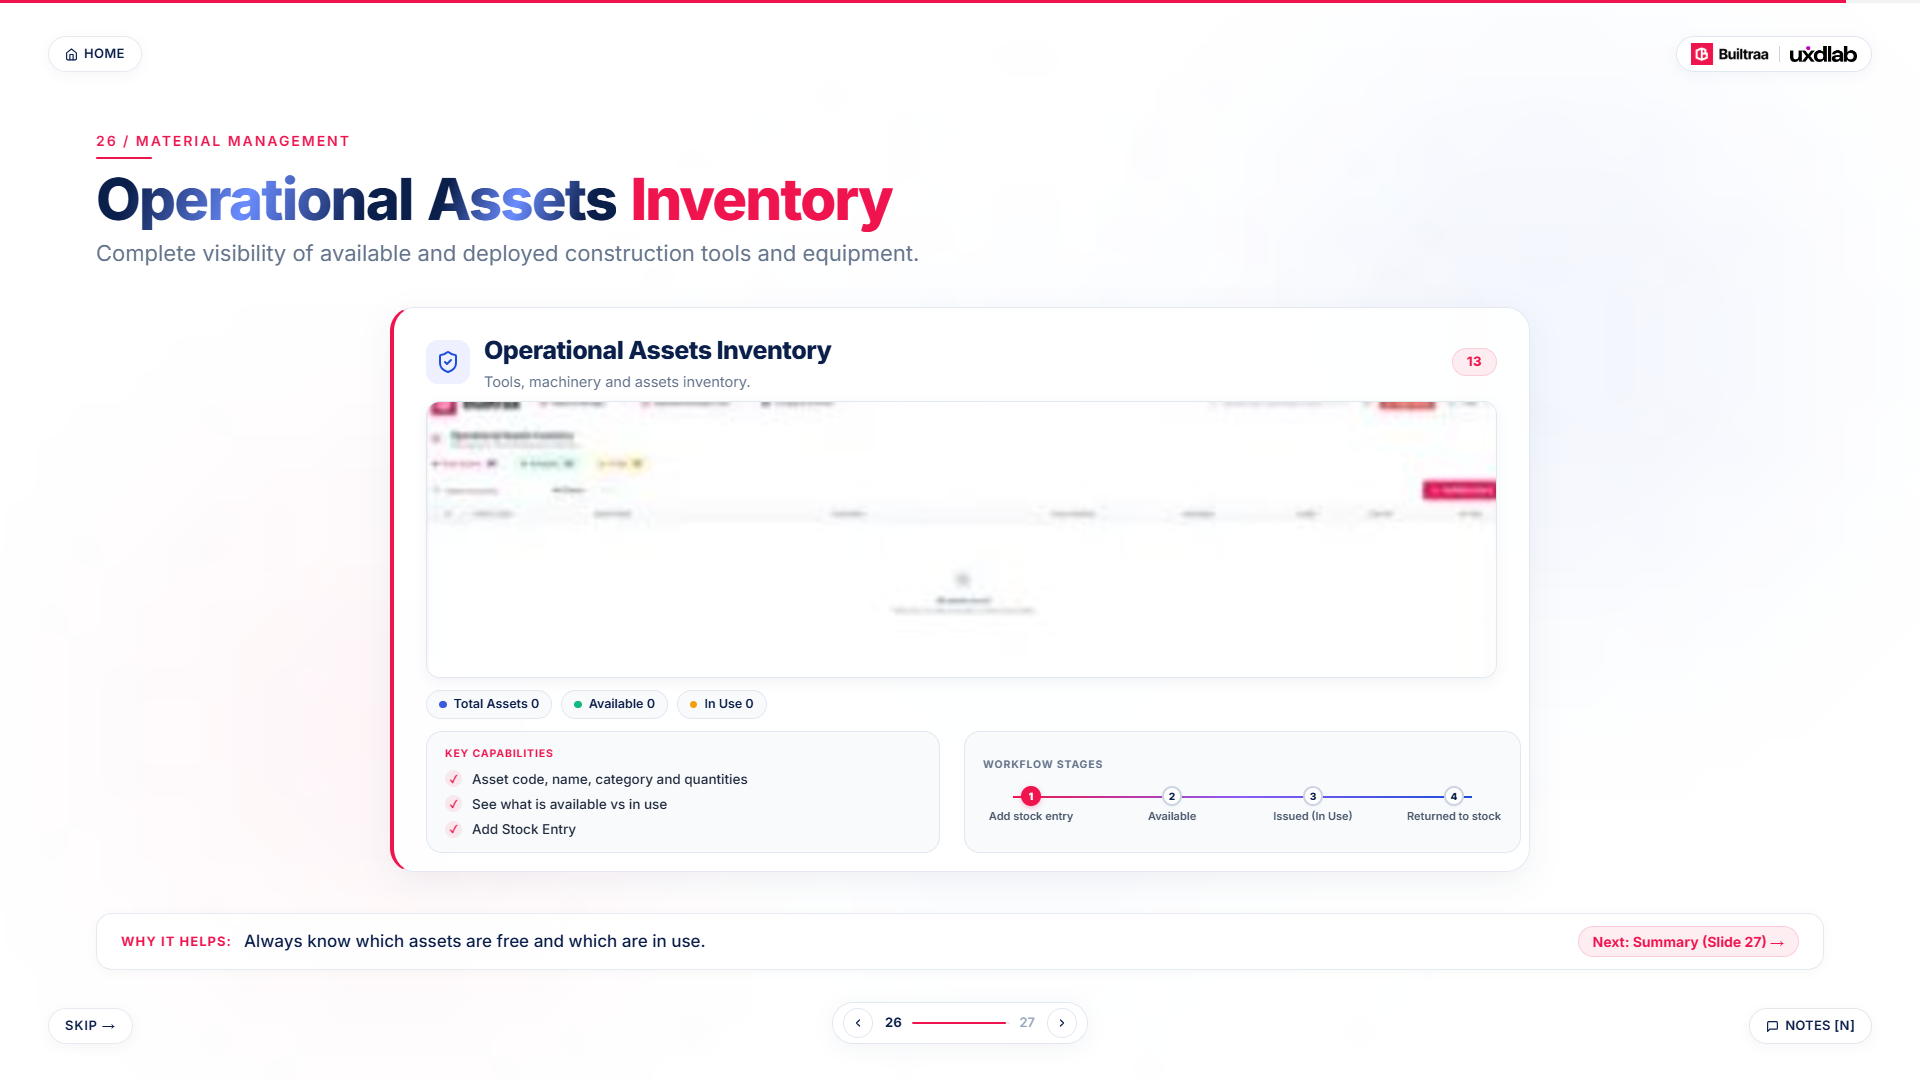 HOME
Builtraa
uxdlab
26 / MATERIAL MANAGEMENT
Operational Assets Inventory
Complete visibility of available and deployed construction tools and equipment.
Operational Assets Inventory
Tools, machinery and assets inventory.
13
Builtraa
Operational Assets Inventory
Total Assets 0
Available 0
In Use 0
KEY CAPABILITIES
✓ Asset code, name, category and quantities
✓ See what is available vs in use
✓ Add Stock Entry
WORKFLOW STAGES
1 2 3 4
Add stock entry Available Issued (In Use) Returned to stock
WHY IT HELPS: Always know which assets are free and which are in use.
Next: Summary (Slide 27) →
SKIP →
‹ 26 27 ›
NOTES [N]